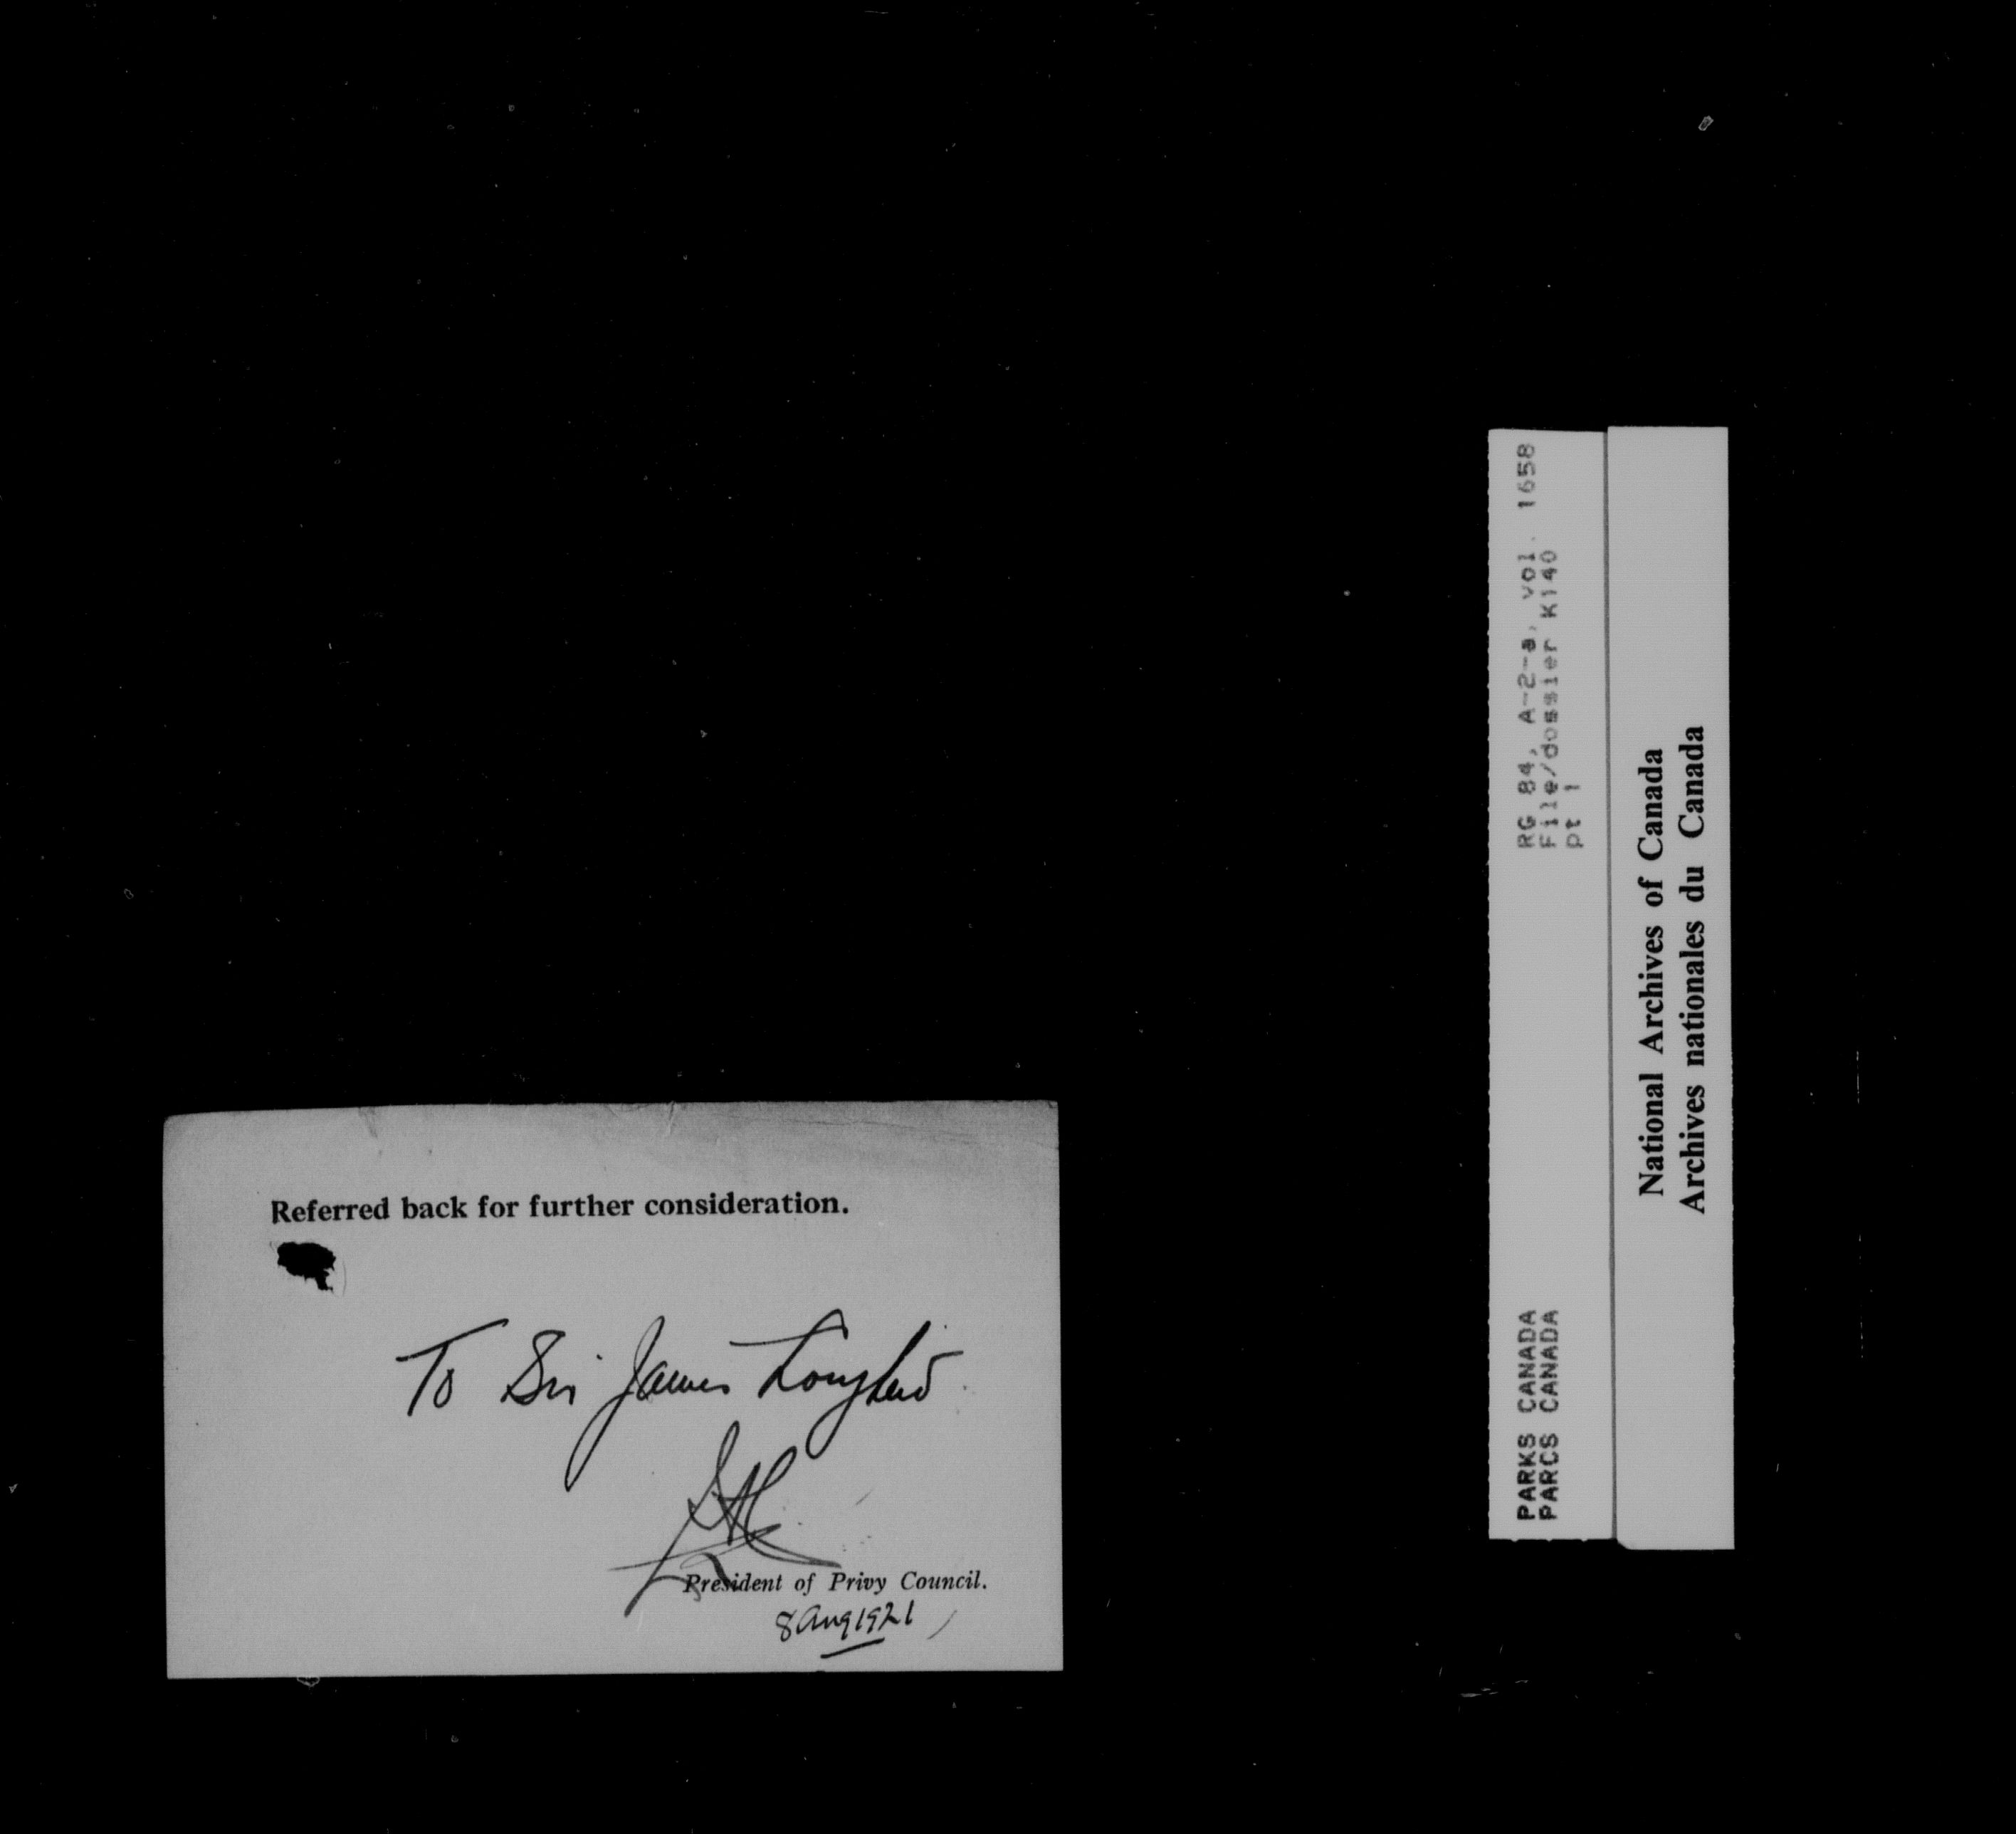 Referred back for further consideration.
To Sir James Lougheed
President of Privy Council.
8 Aug 1921
RG 84, A-2-a, vol. 1658
File/dossier K140
pt 1
PARKS CANADA
PARCS CANADA
National Archives of Canada
Archives nationales du Canada